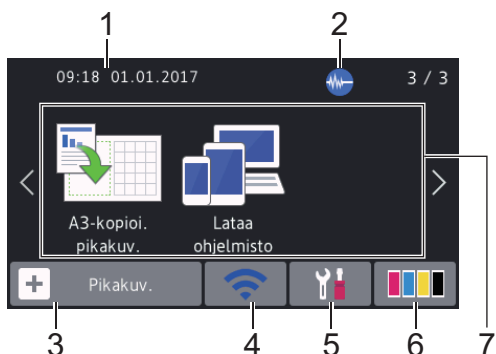 1
2
09:18 01.01.2017
3 / 3
A3-kopioi.
pikakuv.
Lataa
ohjelmisto
Pikakuv.
3
4
5
6
7